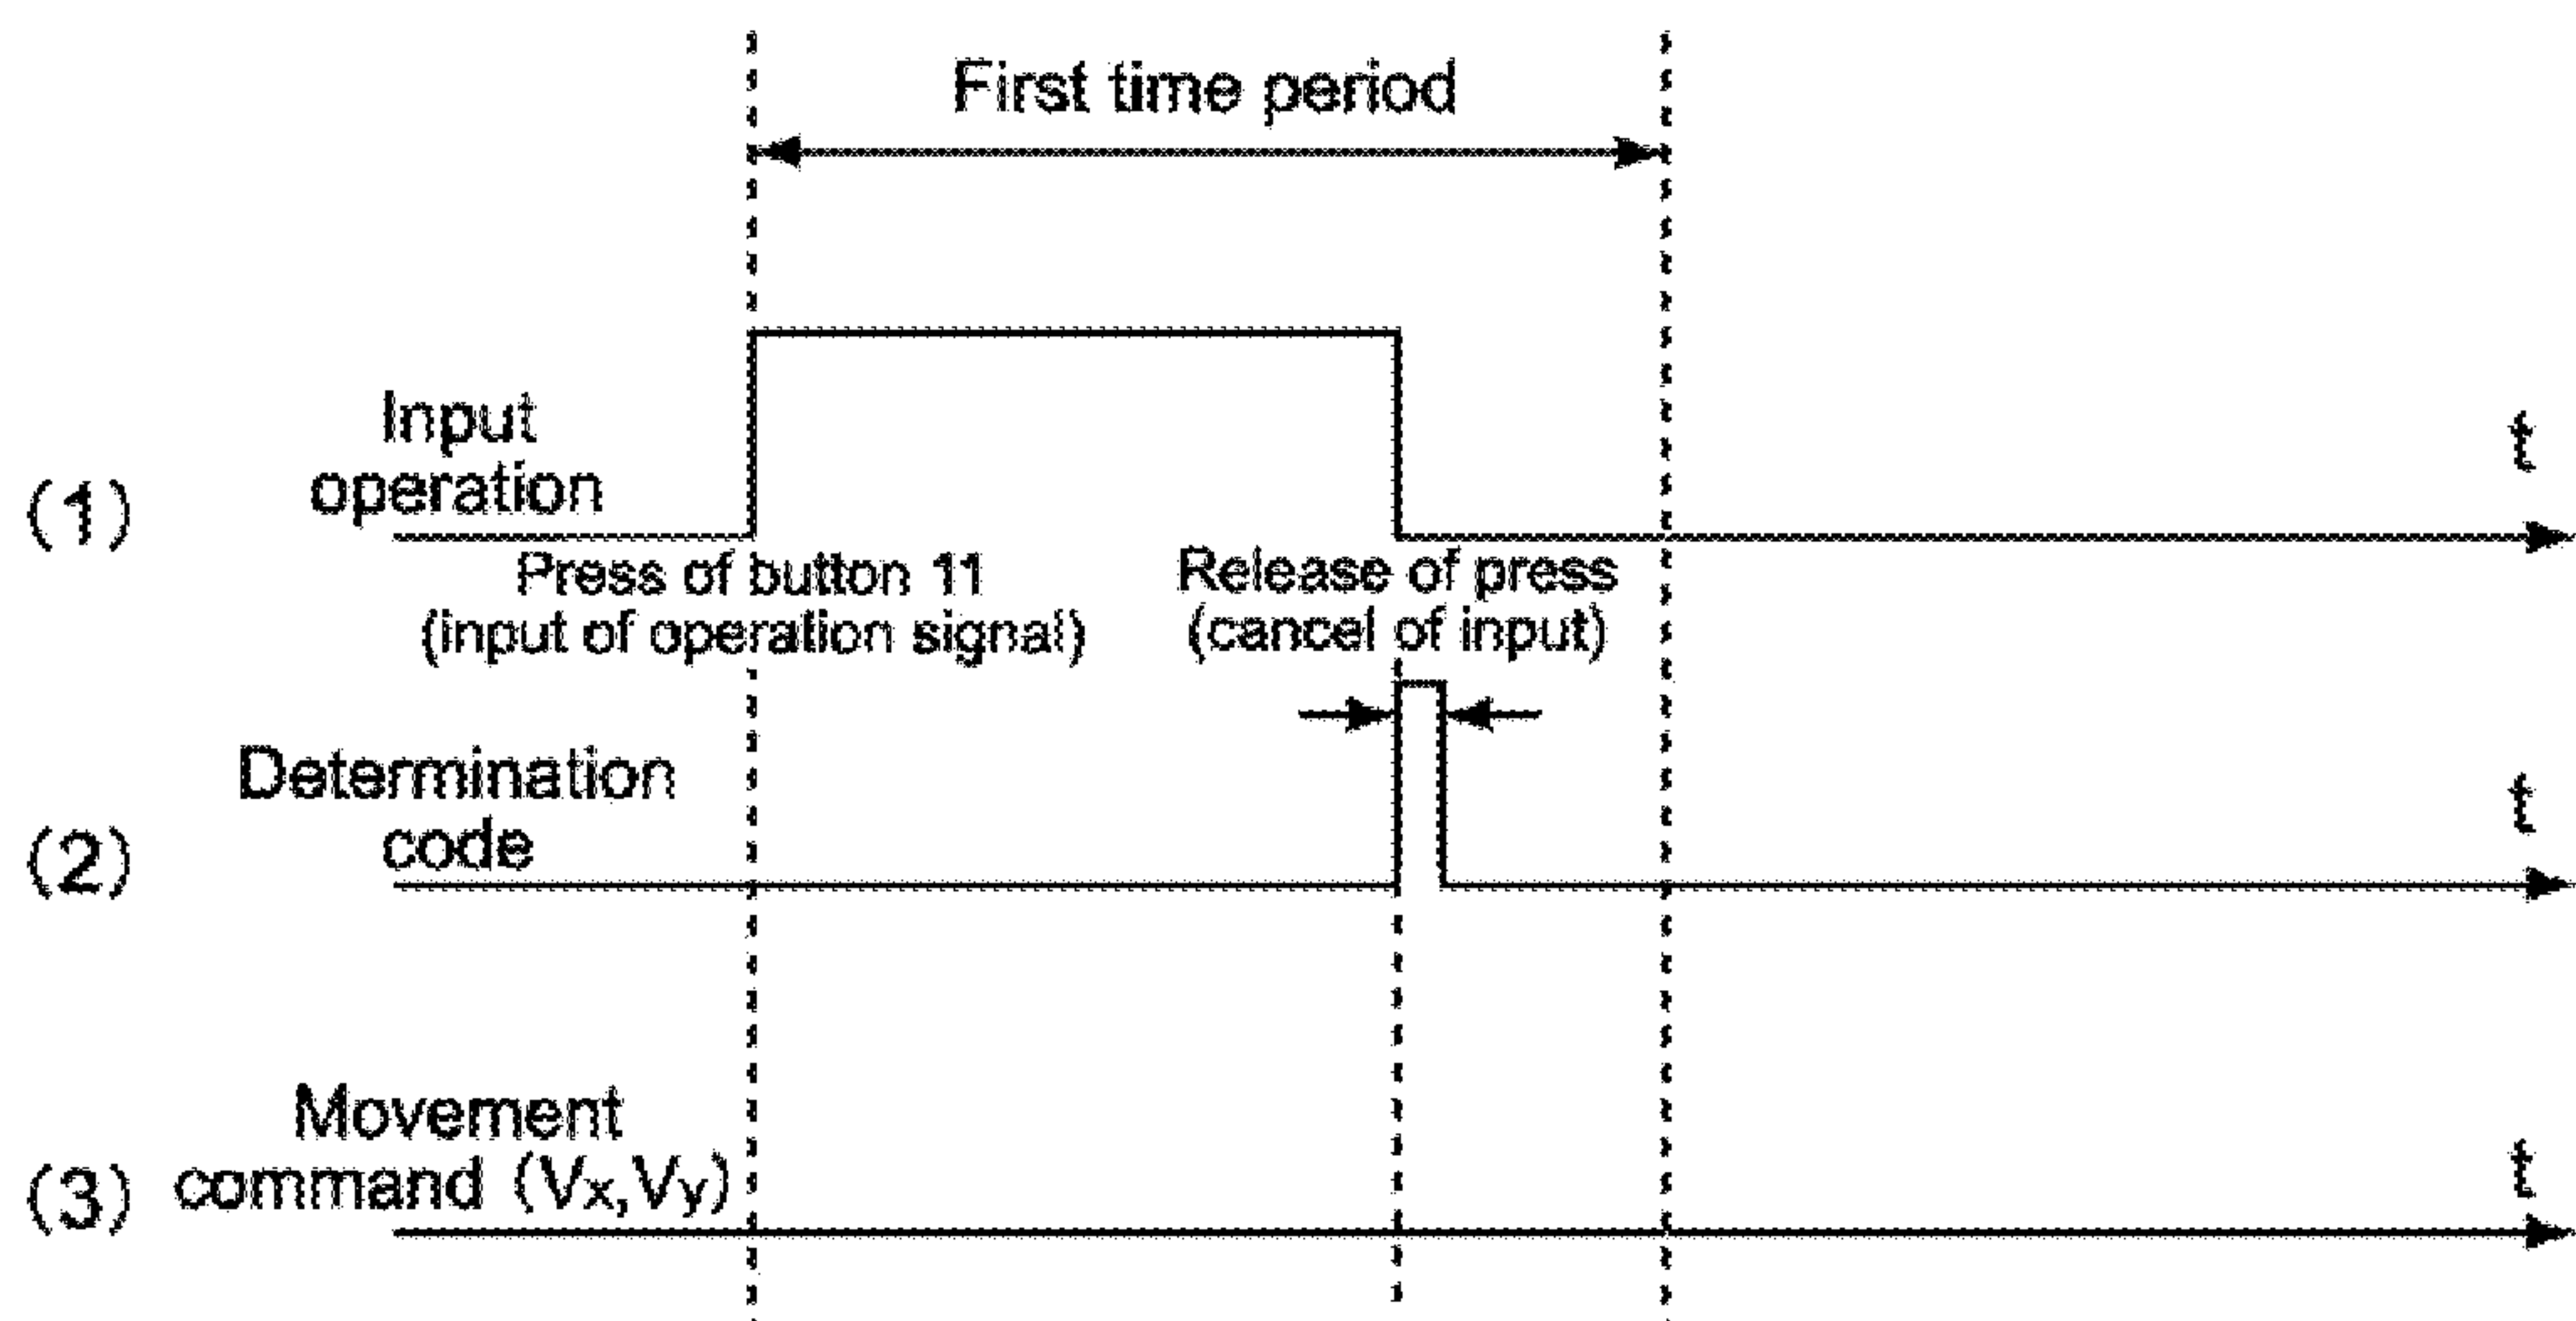 First time period
Input
operation
t
(1)
Press of button 11
(input of operation signal)
Release of press
(cancel of input)
Determination
code
t
(2)
Movement
command (Vx,Vy)
t
(3)